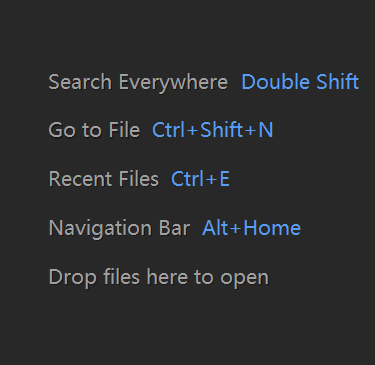 Search Everywhere Double Shift
Go to File Ctrl+Shift+N
Recent Files Ctrl+E
Navigation Bar Alt+Home
Drop files here to open